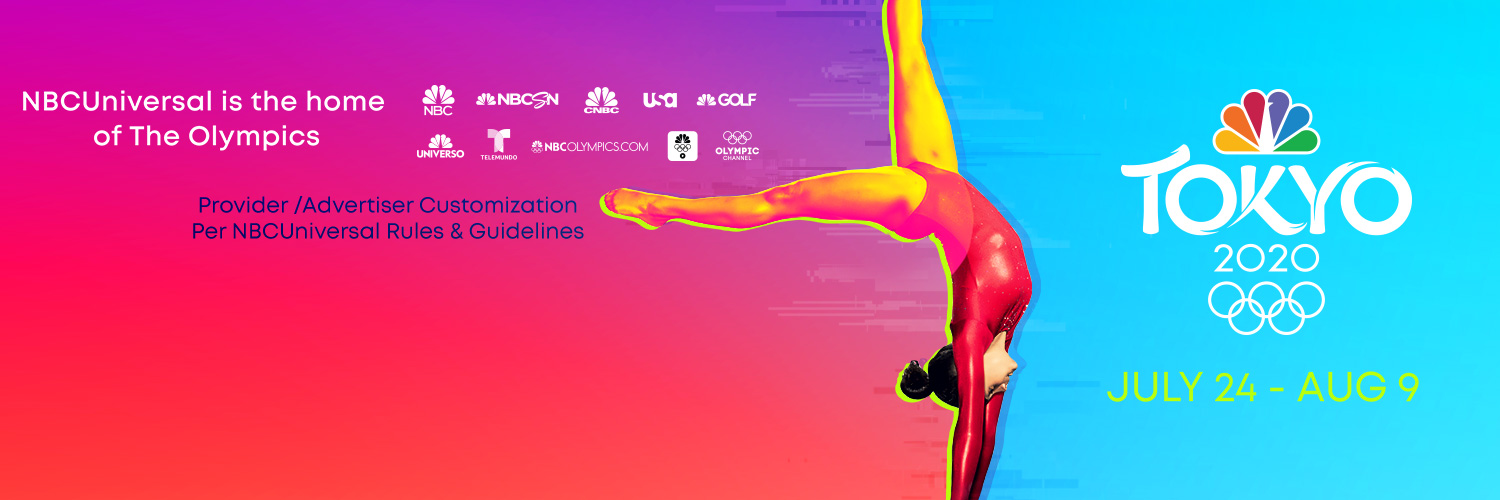 NBCUniversal is the home
of The Olympics
NBC
NBCSN
CNBC
USA
GOLF
UNIVERSO
TELEMUNDO
NBCOLYMPICS.COM
OLYMPIC
CHANNEL
Provider /Advertiser Customization
Per NBCUniversal Rules & Guidelines
TOKYO
2020
JULY 24 - AUG 9